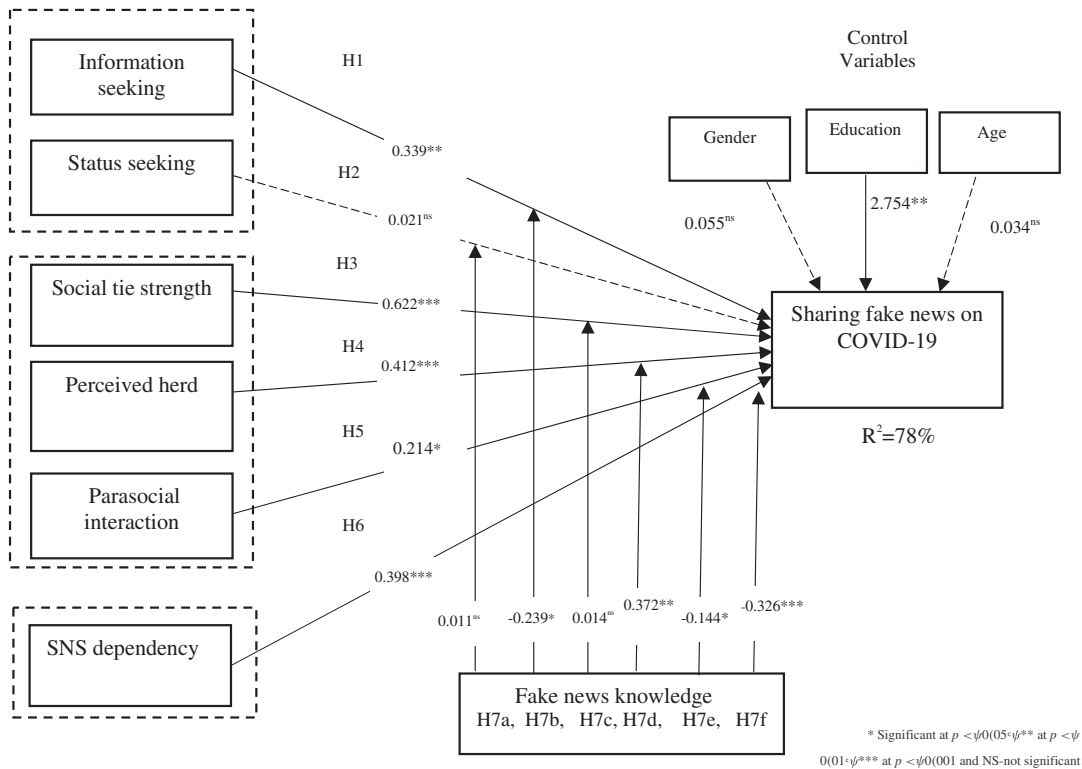 Information
seeking
Status seeking
Social tie strength
Perceived herd
Parasocial
interaction
SNS dependency
H1
0.339**
H2
0.021ns
H3
0.622***
H4
0.412***
H5
0.214*
H6
0.398***
Control
Variables
Gender
Education
Age
0.055ns
2.754**
0.034ns
Sharing fake news on
COVID-19
R2=78%
0.011ns
-0.239*
0.014ns
0.372**
-0.144*
-0.326***
Fake news knowledge
H7a, H7b, H7c, H7d, H7e, H7f
* Significant at p <ψ0(05‘ψ** at p <ψ
0(01‘ψ*** at p <ψ0(001 and NS-not significant